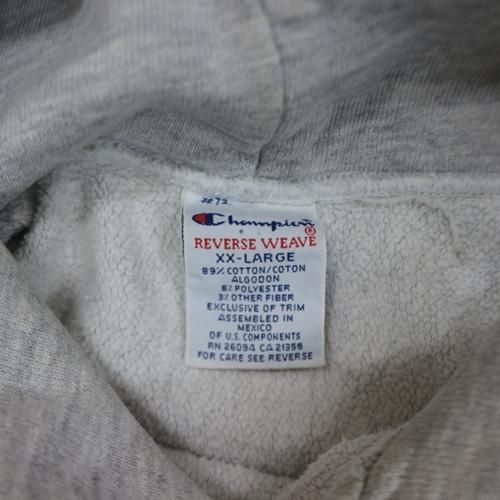 Champion
REVERSE WEAVE ®
XX-LARGE
89% COTTON/COTON
ALGODON
8% POLYESTER
3% OTHER FIBER
EXCLUSIVE OF TRIM
ASSEMBLED IN
MEXICO
OF U.S. COMPONENTS
RN 26094 CA 21356
FOR CARE SEE REVERSE